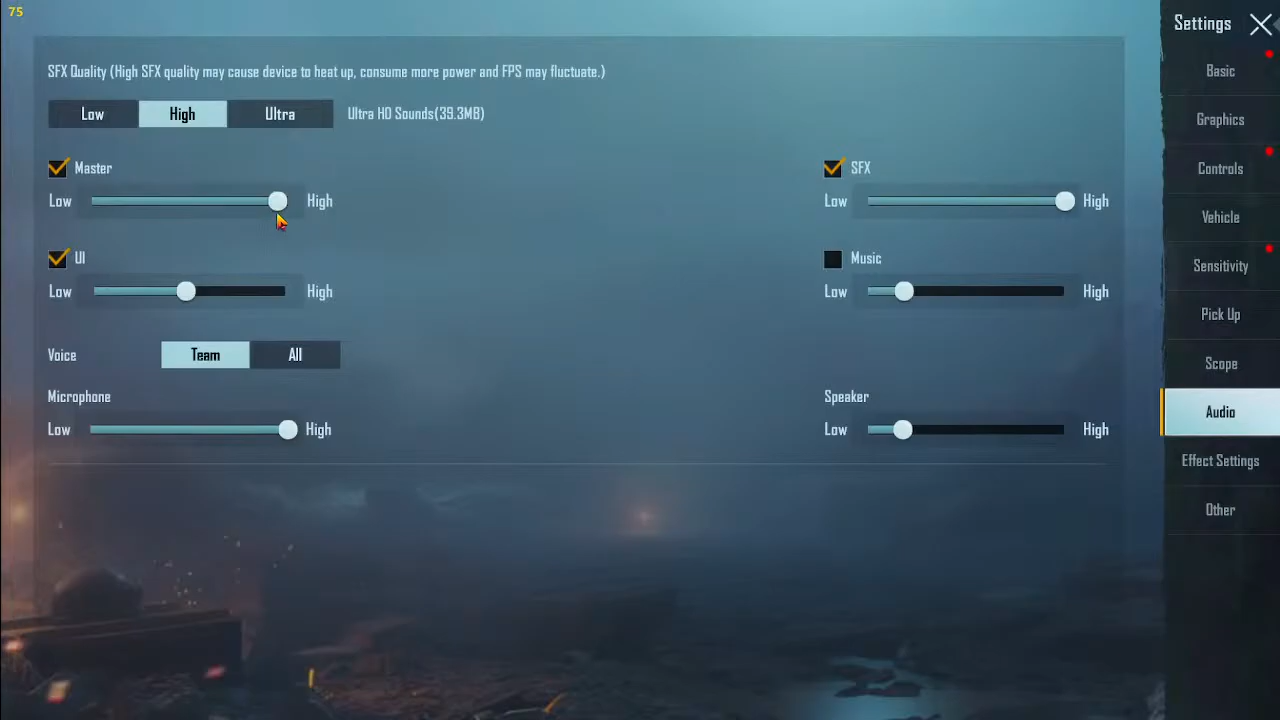 75
Settings
SFX Quality (High SFX quality may cause device to heat up, consume more power and FPS may fluctuate.)
Low High Ultra Ultra HD Sounds(39.3MB)
Master
Low High
SFX
Low High
UI
Low High
Music
Low High
Voice Team All
Microphone
Low High
Speaker
Low High
Basic
Graphics
Controls
Vehicle
Sensitivity
Pick Up
Scope
Audio
Effect Settings
Other